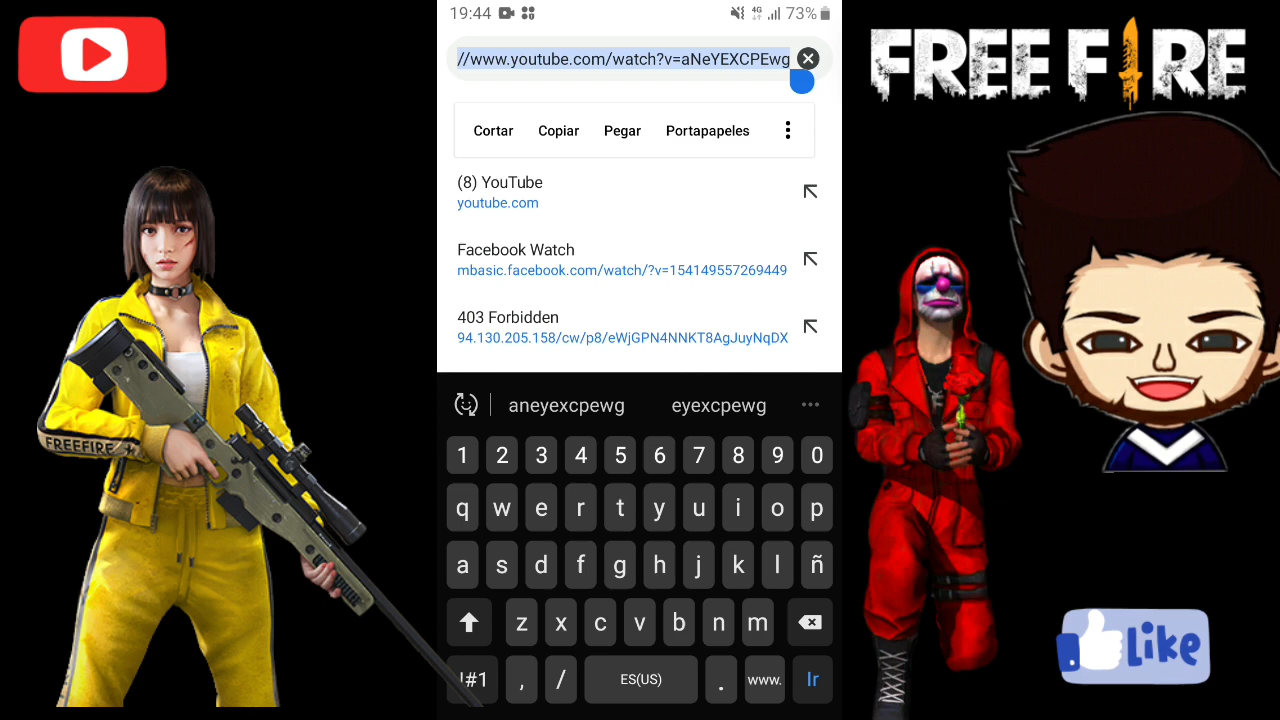 19:44
4G
73%
//www.youtube.com/watch?v=aNeYEXCPEwg
Cortar Copiar Pegar Portapapeles
(8) YouTube
youtube.com
Facebook Watch
mbasic.facebook.com/watch/?v=154149557269449
403 Forbidden
94.130.205.158/cw/p8/eWjGPN4NNKT8AgJuyNqDX
aneyexcpewg eyexcpewg
1 2 3 4 5 6 7 8 9 0
q w e r t y u i o p
a s d f g h j k l ñ
z x c v b n m
!#1 , / ES(US) . www. Ir
FREEFIRE
FREE FIRE
Like